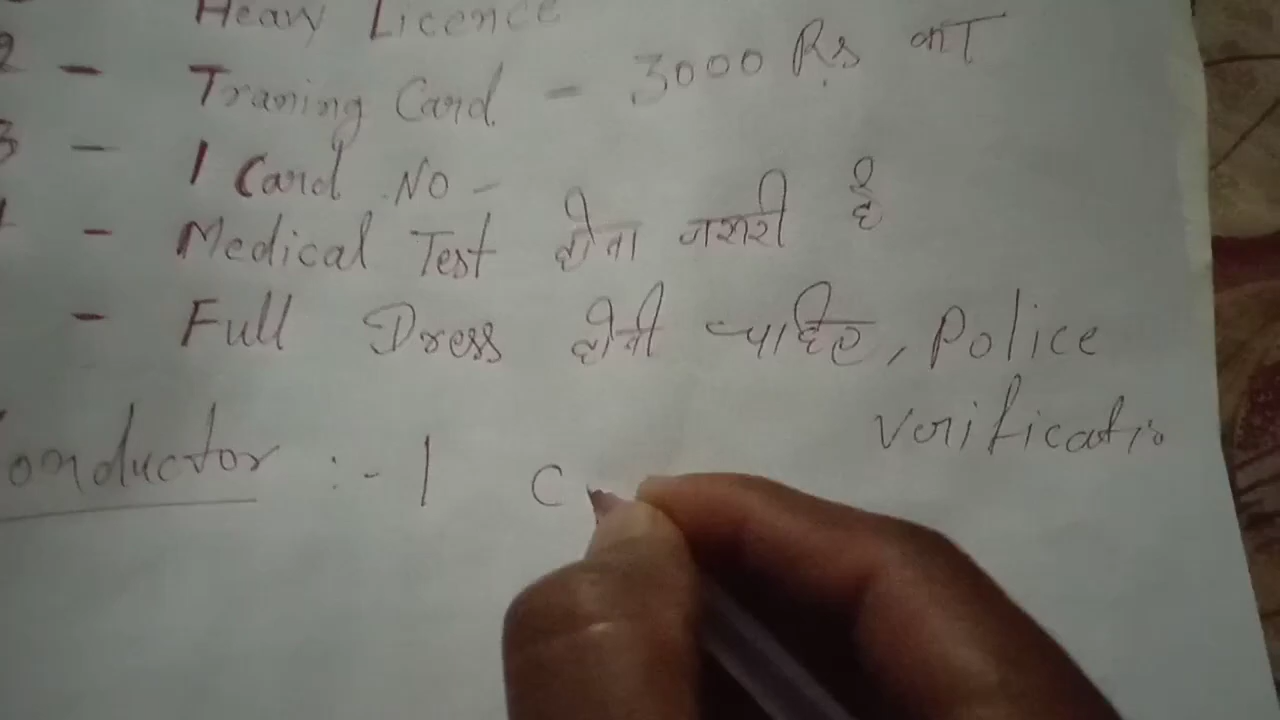 Heavy Licence
2 - Traning Card - 3000 Rs का
3 - 1 Card NO -
- Medical Test होना जरूरी है
- Full Dress होनी चाहिए, Police
verificatio
onductor :- 1 C